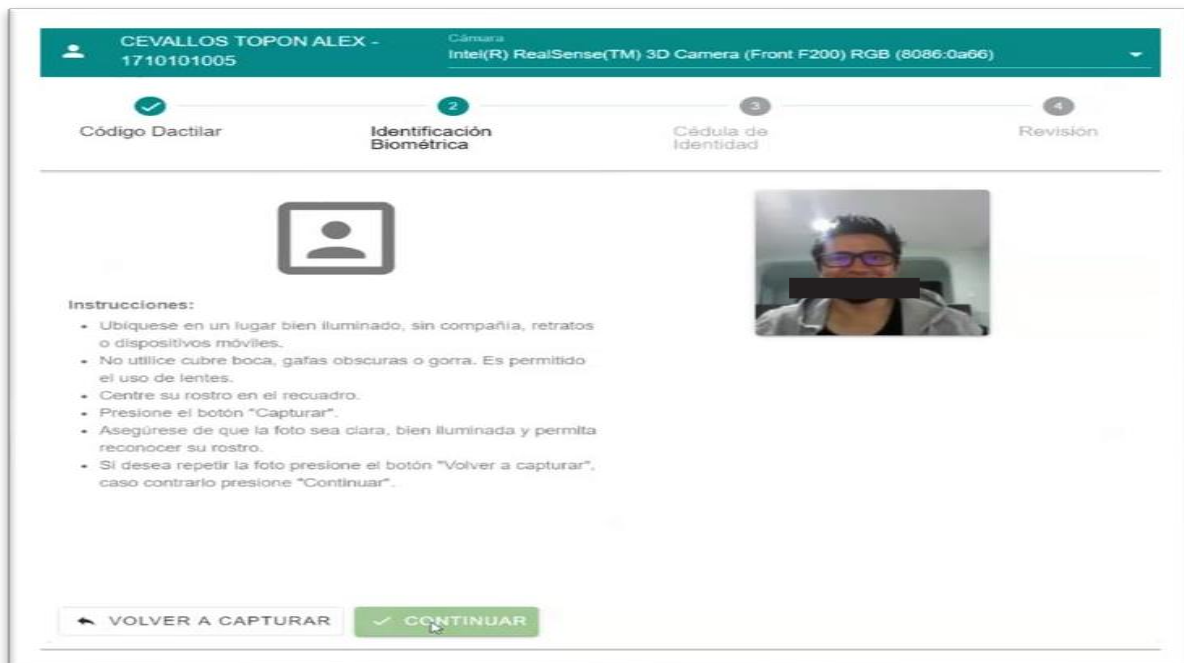 CEVALLOS TOPON ALEX -
1710101005
Cámara
Intel(R) RealSense(TM) 3D Camera (Front F200) RGB (8086:0a66)
2
3
4
Código Dactilar
Identificación
Biométrica
Cédula de
Identidad
Revisión
Instrucciones:
• Ubíquese en un lugar bien iluminado, sin compañía, retratos
o dispositivos móviles.
• No utilice cubre boca, gafas obscuras o gorra. Es permitido
el uso de lentes.
• Centre su rostro en el recuadro.
• Presione el botón "Capturar".
• Asegúrese de que la foto sea clara, bien iluminada y permita
reconocer su rostro.
• Si desea repetir la foto presione el botón "Volver a capturar",
caso contrario presione "Continuar".
VOLVER A CAPTURAR
CONTINUAR